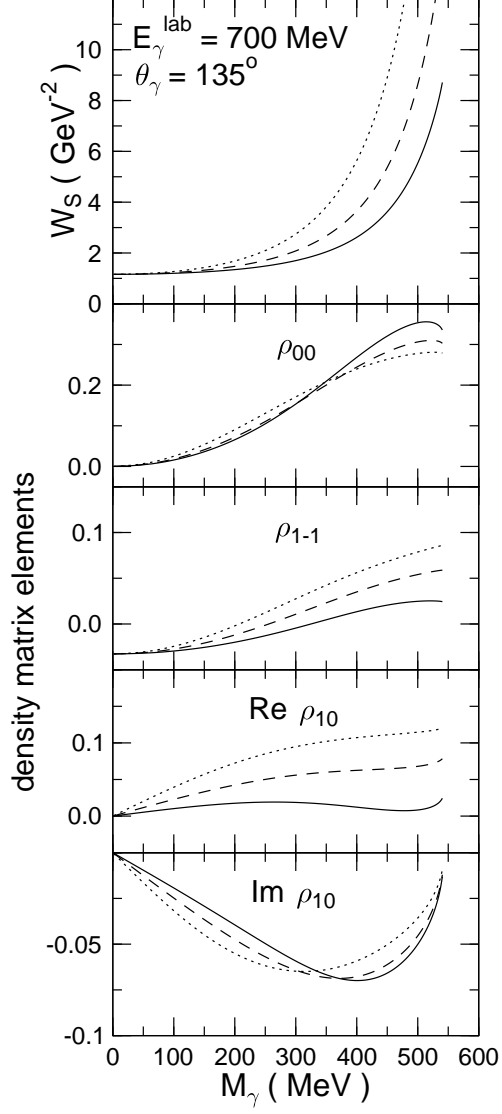 E_γ^lab = 700 MeV
θ_γ = 135°
W_S ( GeV^-2 )
10
8
6
4
2
0
ρ_00
0.2
0.0
ρ_1-1
0.1
0.0
density matrix elements
Re ρ_10
0.1
0.0
Im ρ_10
-0.05
-0.1
0 100 200 300 400 500 600
M_γ ( MeV )